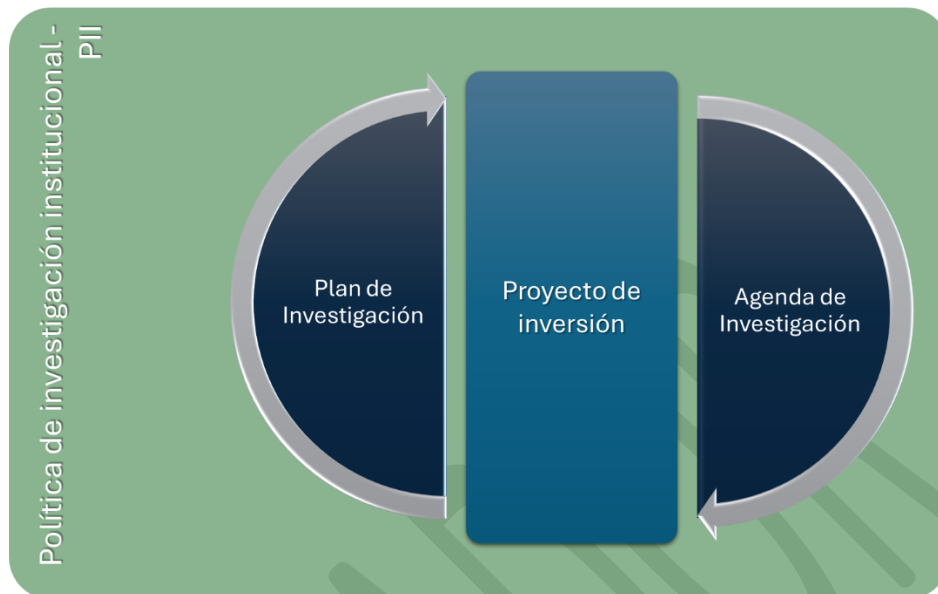 Política de investigación institucional -
PII
Plan de
Investigación
Proyecto de
inversión
Agenda de
Investigación